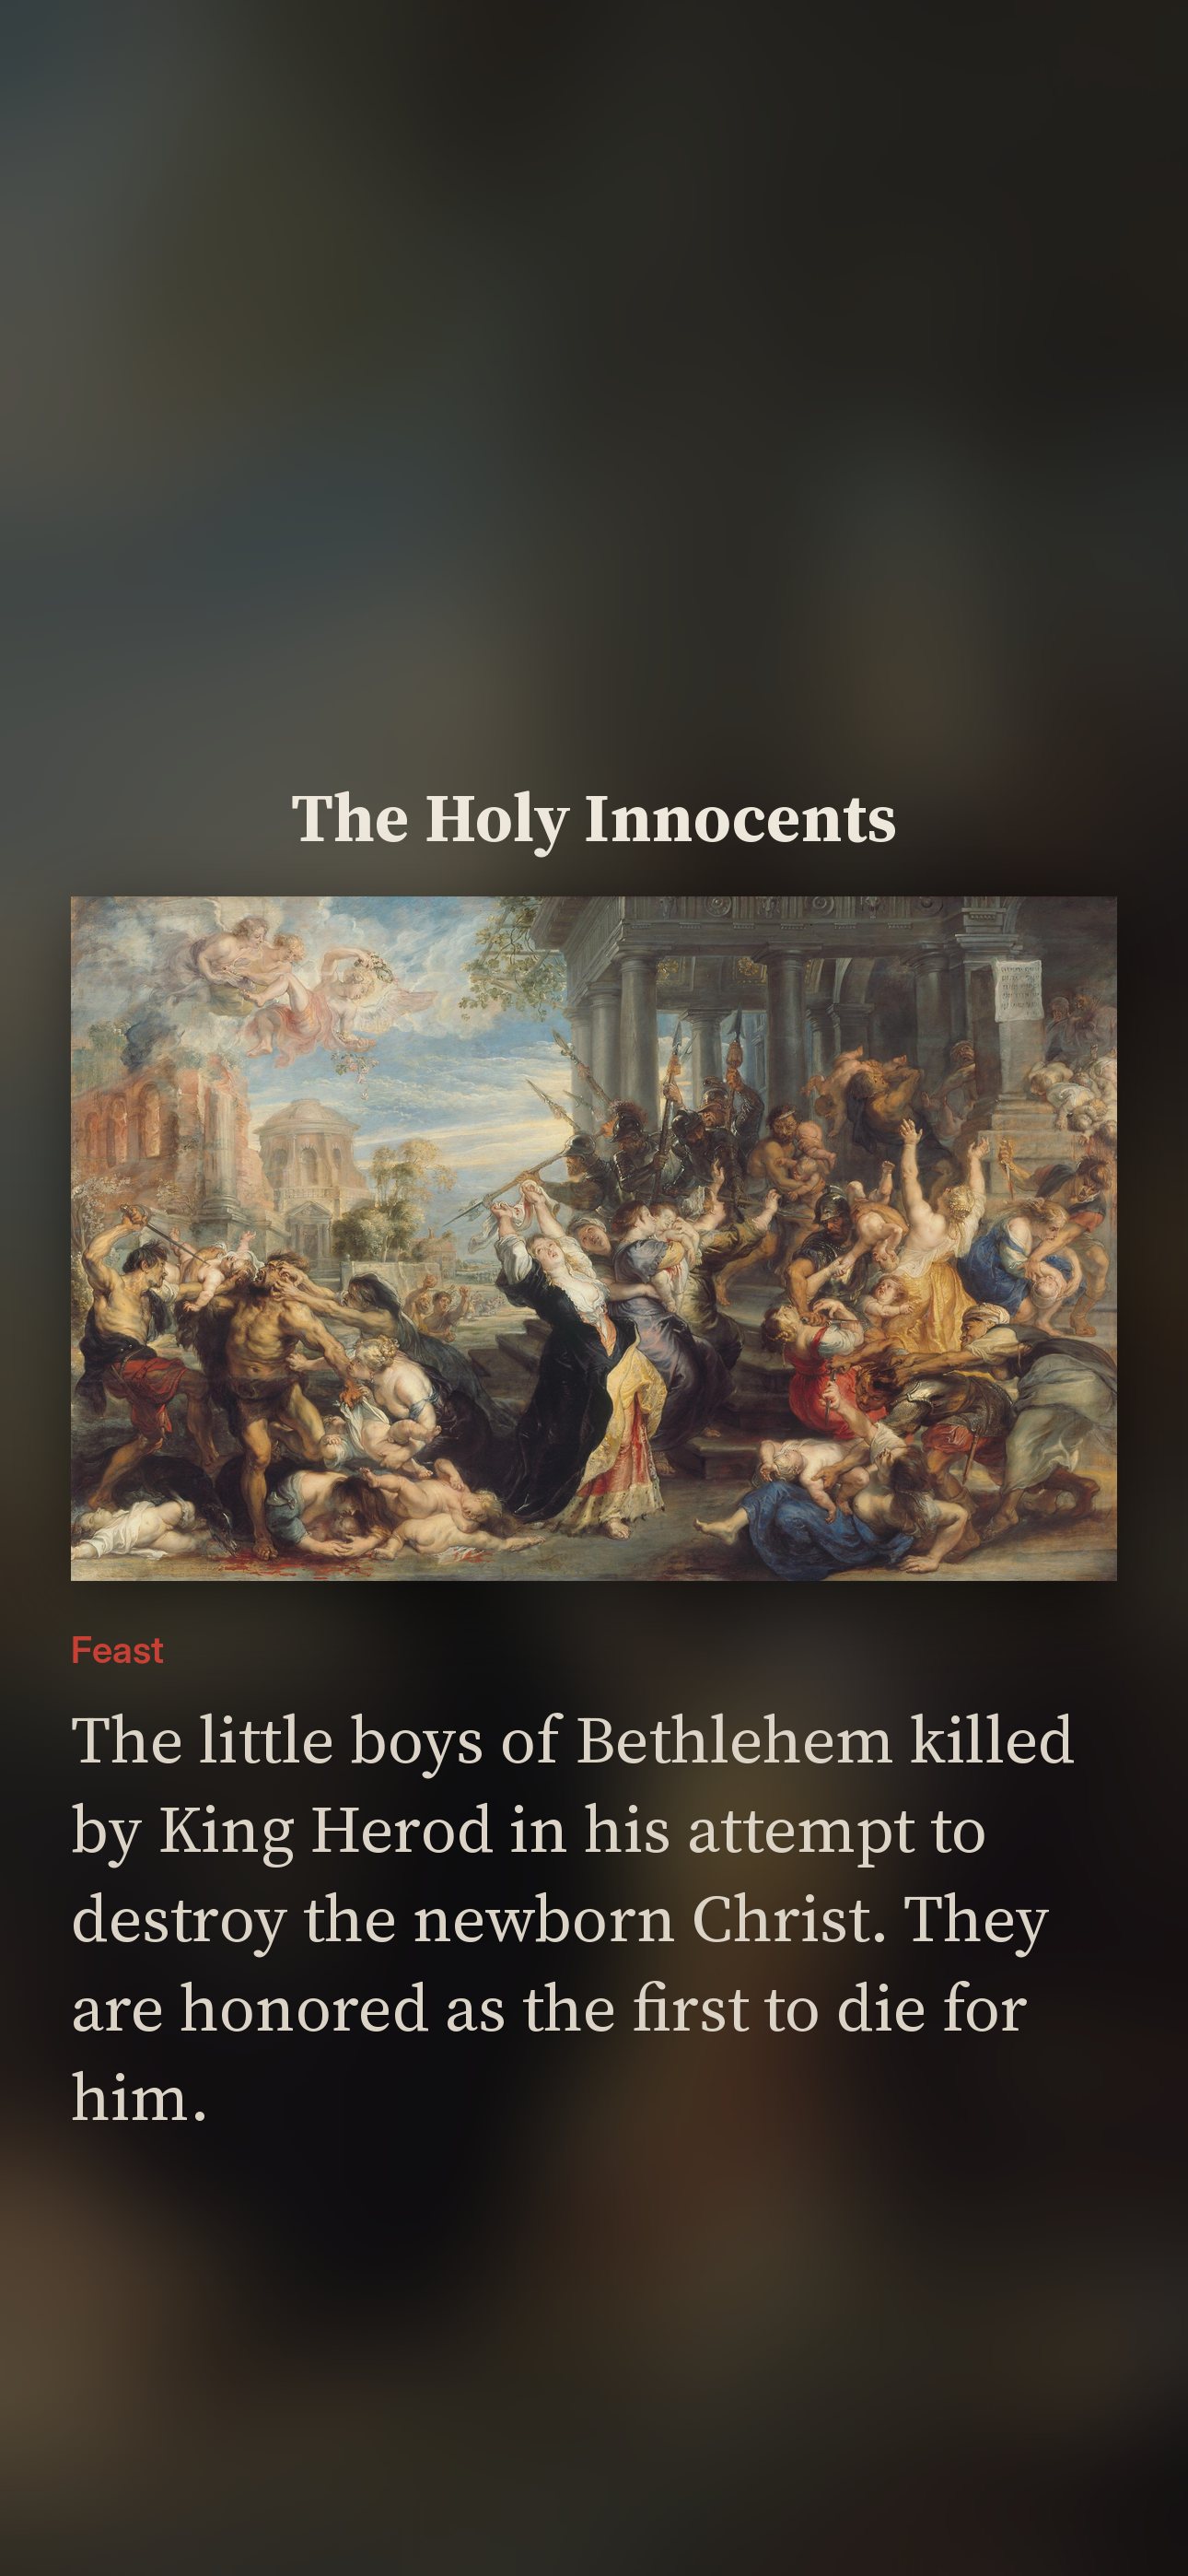 The Holy Innocents
Feast
The little boys of Bethlehem killed
by King Herod in his attempt to
destroy the newborn Christ. They
are honored as the first to die for
him.